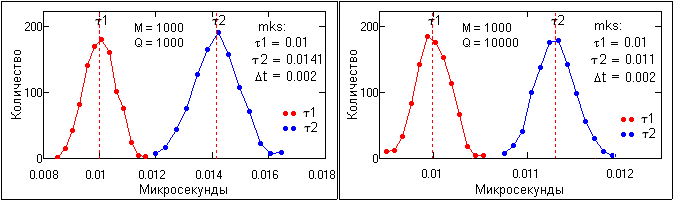 200
100
0
Количество
τ1
τ2
M = 1000
Q = 1000
mks:
τ1 = 0.01
τ2 = 0.0141
Δt = 0.002
τ1
τ2
0.008 0.01 0.012 0.014 0.016 0.018
Микросекунды
200
100
0
Количество
τ1
τ2
M = 1000
Q = 10000
mks:
τ1 = 0.01
τ2 = 0.011
Δt = 0.002
τ1
τ2
0.01 0.011 0.012
Микросекунды